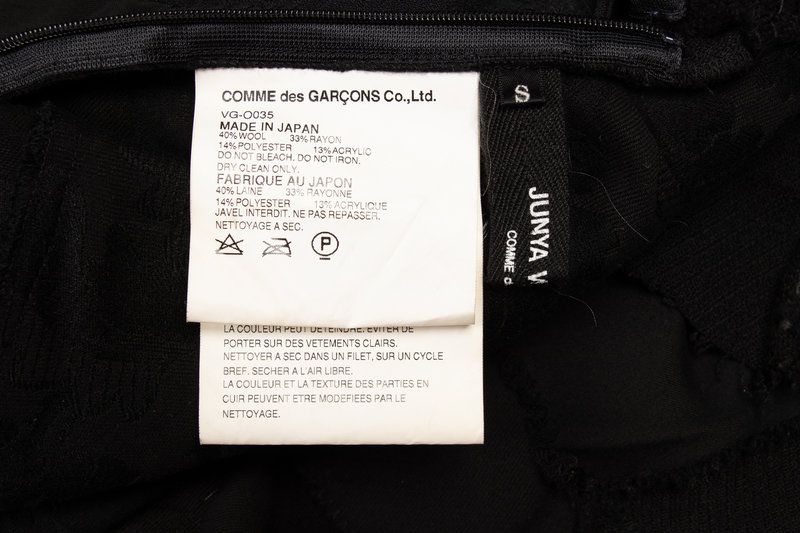 COMME des GARÇONS Co.,Ltd.
VG-O035
MADE IN JAPAN
40% WOOL 33% RAYON
14% POLYESTER 13% ACRYLIC
DO NOT BLEACH. DO NOT IRON.
DRY CLEAN ONLY.
FABRIQUE AU JAPON
40% LAINE 33% RAYONNE
14% POLYESTER 13% ACRYLIQUE
JAVEL INTERDIT. NE PAS REPASSER.
NETTOYAGE A SEC.
P
LA COULEUR PEUT DETEINDRE. EVITER DE
PORTER SUR DES VETEMENTS CLAIRS.
NETTOYER A SEC DANS UN FILET, SUR UN CYCLE
BREF. SECHER A L'AIR LIBRE.
LA COULEUR ET LA TEXTURE DES PARTIES EN
CUIR PEUVENT ETRE MODEFIEES PAR LE
NETTOYAGE.
S
JUNYA
COMME